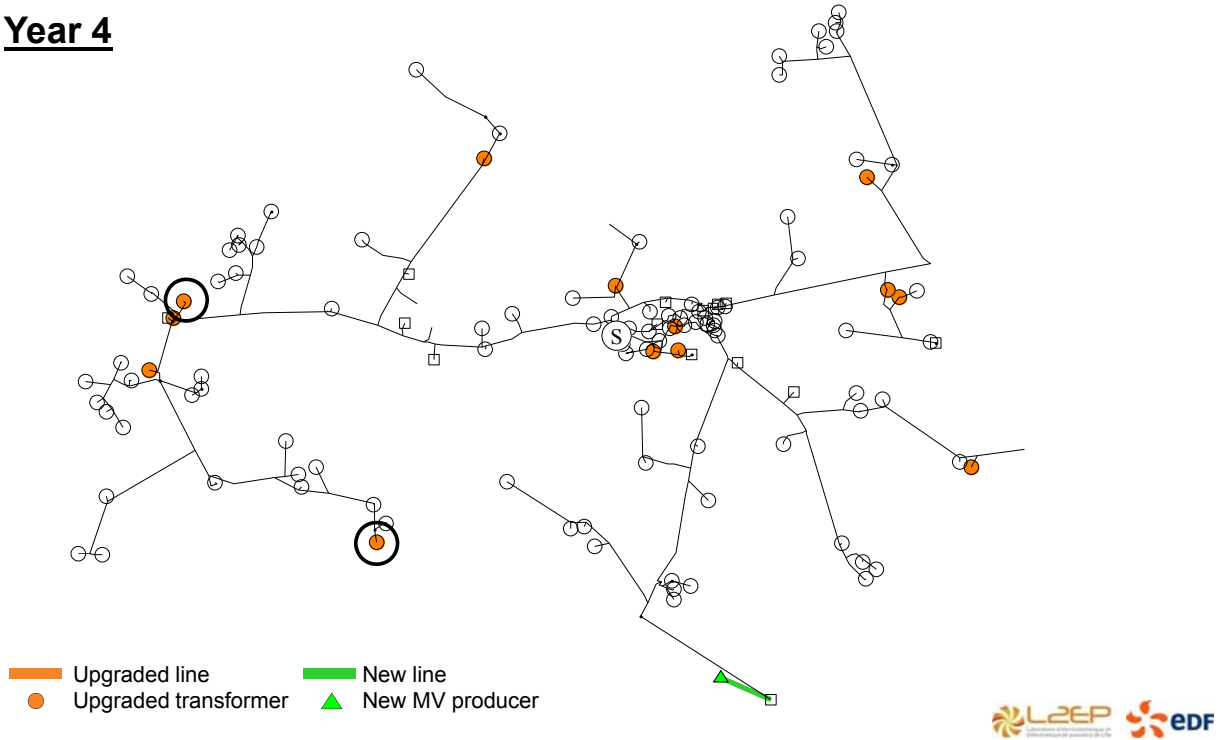 Year 4
S
Upgraded line
New line
Upgraded transformer
New MV producer
L2EP
edf